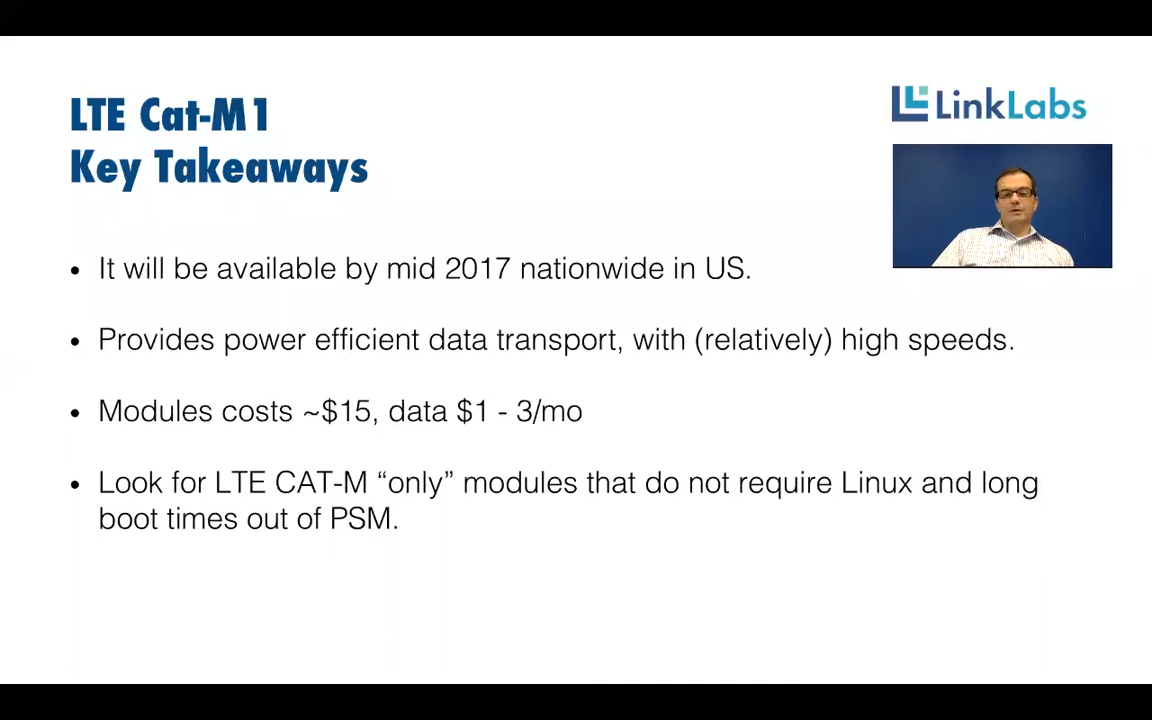 LTE Cat-M1
Key Takeaways
LinkLabs
• It will be available by mid 2017 nationwide in US.
• Provides power efficient data transport, with (relatively) high speeds.
• Modules costs ~$15, data $1 - 3/mo
• Look for LTE CAT-M “only” modules that do not require Linux and long
boot times out of PSM.